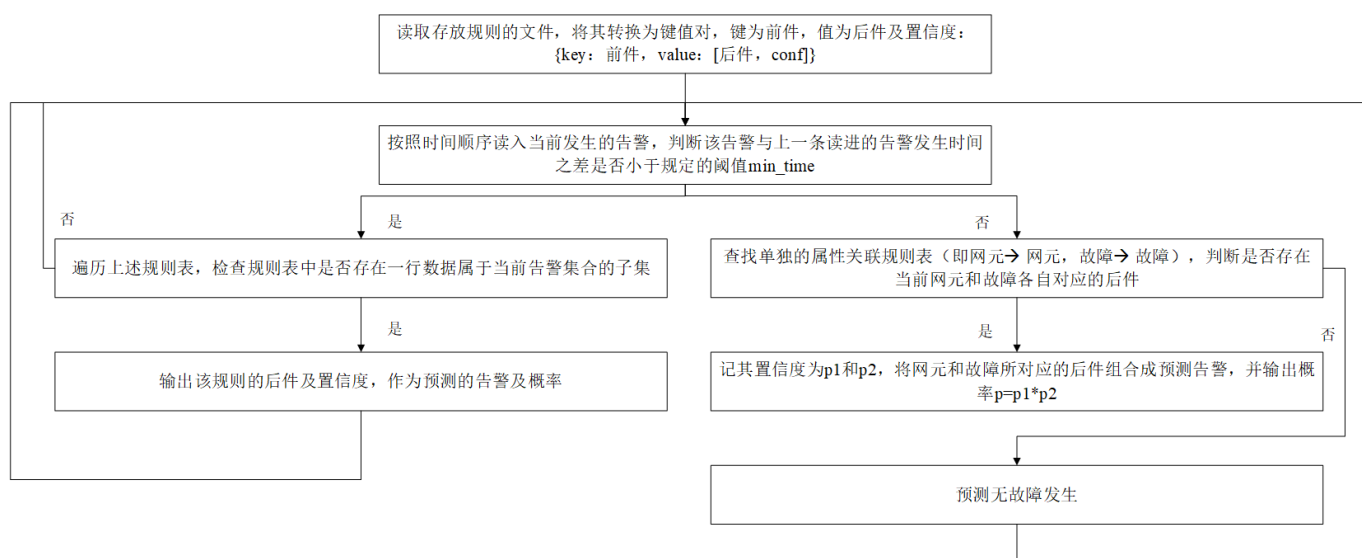 读取存放规则的文件，将其转换为键值对，键为前件，值为后件及置信度：
{key：前件，value：[后件，conf]}
按照时间顺序读入当前发生的告警，判断该告警与上一条读进的告警发生时间
之差是否小于规定的阈值min_time
否
是
否
遍历上述规则表，检查规则表中是否存在一行数据属于当前告警集合的子集
查找单独的属性关联规则表（即网元→ 网元，故障→ 故障），判断是否存在
当前网元和故障各自对应的后件
是
是
否
输出该规则的后件及置信度，作为预测的告警及概率
记其置信度为p1和p2，将网元和故障所对应的后件组合成预测告警，并输出概
率p=p1*p2
预测无故障发生